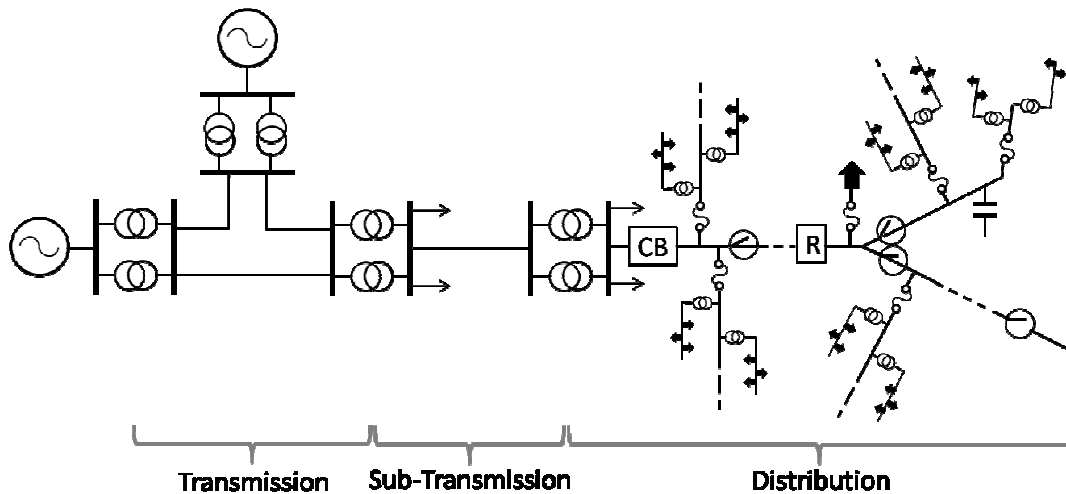 CB
R
Transmission
Sub-Transmission
Distribution